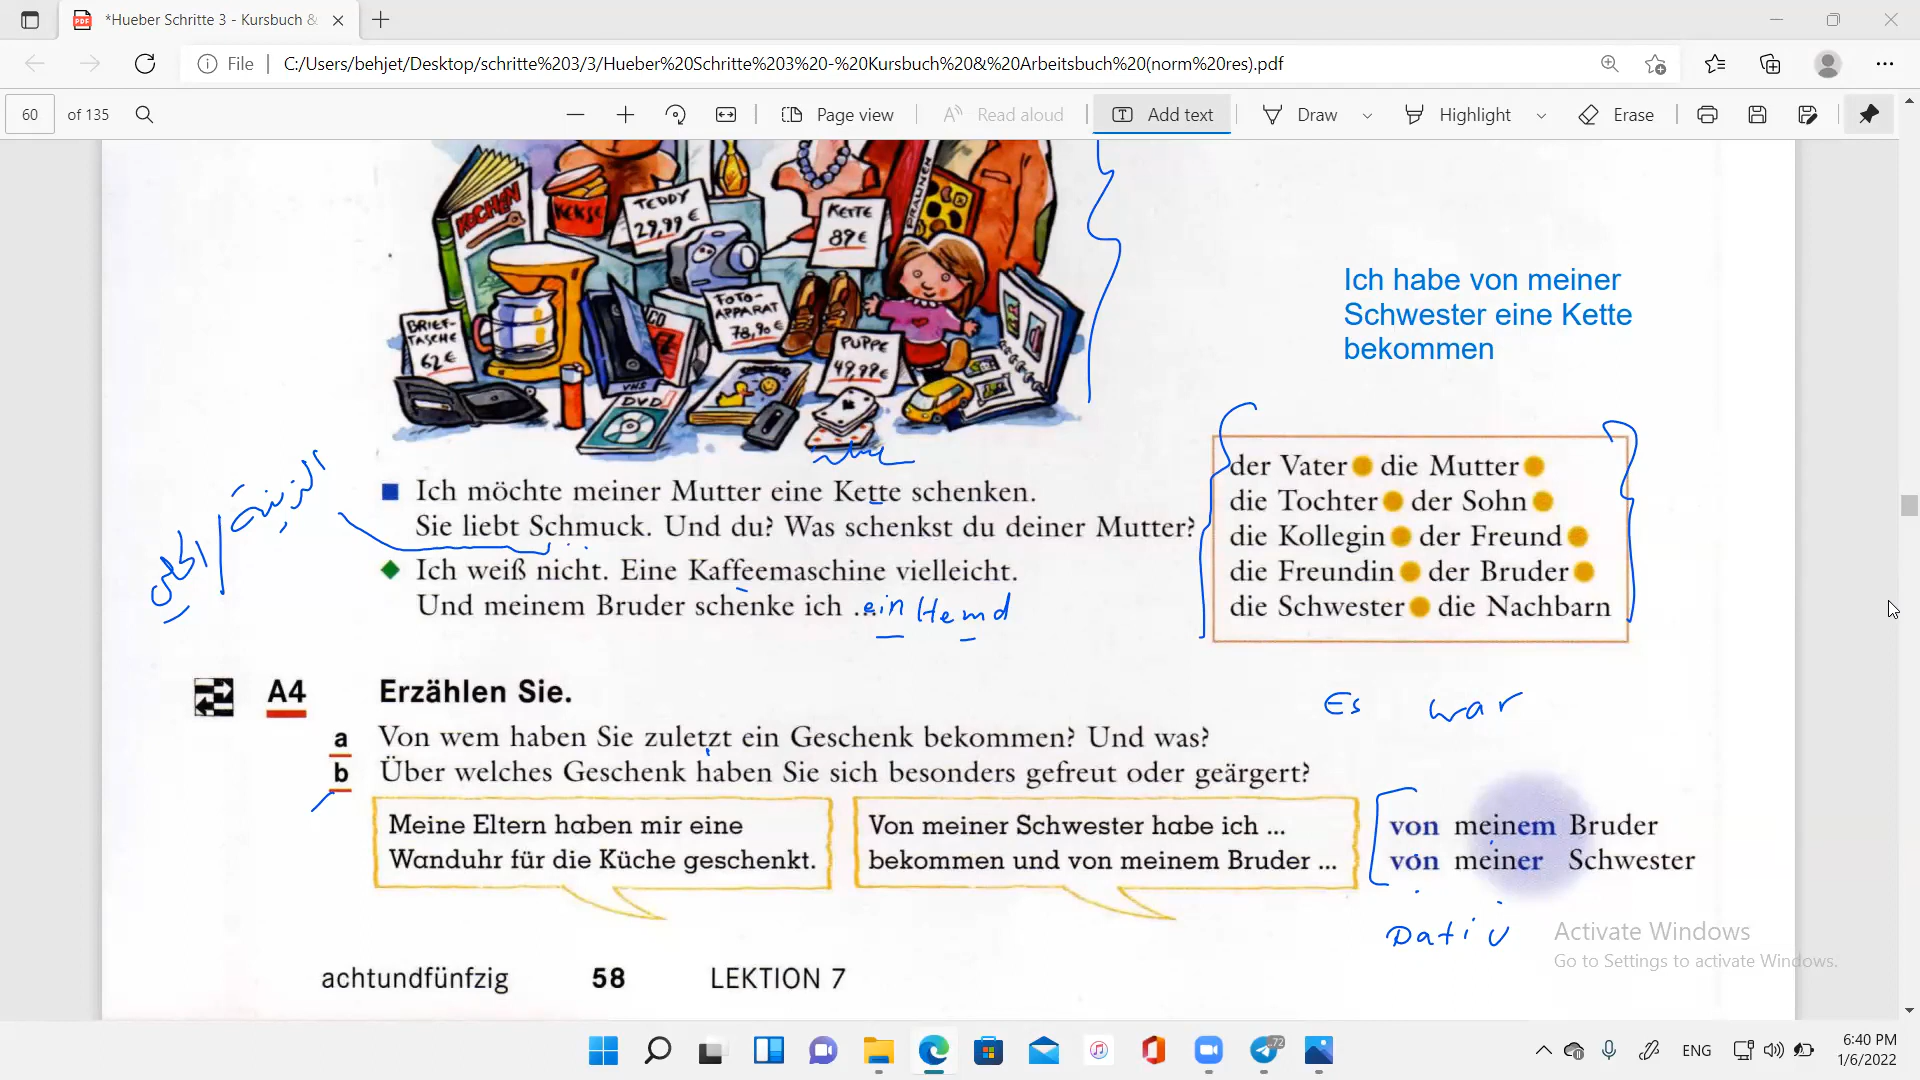 *Hueber Schritte 3 - Kursbuch &
File
C:/Users/behjet/Desktop/schritte%203/3/Hueber%20Schritte%203%20-%20Kursbuch%20&%20Arbeitsbuch%20(norm%20res).pdf
60 of 135
Page view
Read aloud
Add text
Draw
Highlight
Erase
KOCHEN
KEKSE
TEDDY
29,99 €
KETTE
89€
BRIEF-
TASCHE
62€
FOTO-
APPARAT
78,90€
PUPPE
49,99€
VHS
DVD
Ich habe von meiner
Schwester eine Kette
bekommen
Ich möchte meiner Mutter eine Kette schenken.
Sie liebt Schmuck. Und du? Was schenkst du deiner Mutter?
Ich weiß nicht. Eine Kaffeemaschine vielleicht.
Und meinem Bruder schenke ich ... ein Hemd
der Vater ● die Mutter ●
die Tochter ● der Sohn ●
die Kollegin ● der Freund ●
die Freundin ● der Bruder ●
die Schwester ● die Nachbarn
A4 Erzählen Sie.
Es war
a Von wem haben Sie zuletzt ein Geschenk bekommen? Und was?
b Über welches Geschenk haben Sie sich besonders gefreut oder geärgert?
Meine Eltern haben mir eine
Wanduhr für die Küche geschenkt.
Von meiner Schwester habe ich ...
bekommen und von meinem Bruder ...
von meinem Bruder
von meiner Schwester
Dativ
Activate Windows
Go to Settings to activate Windows.
achtundfünfzig 58 LEKTION 7
72
ENG
6:40 PM
1/6/2022